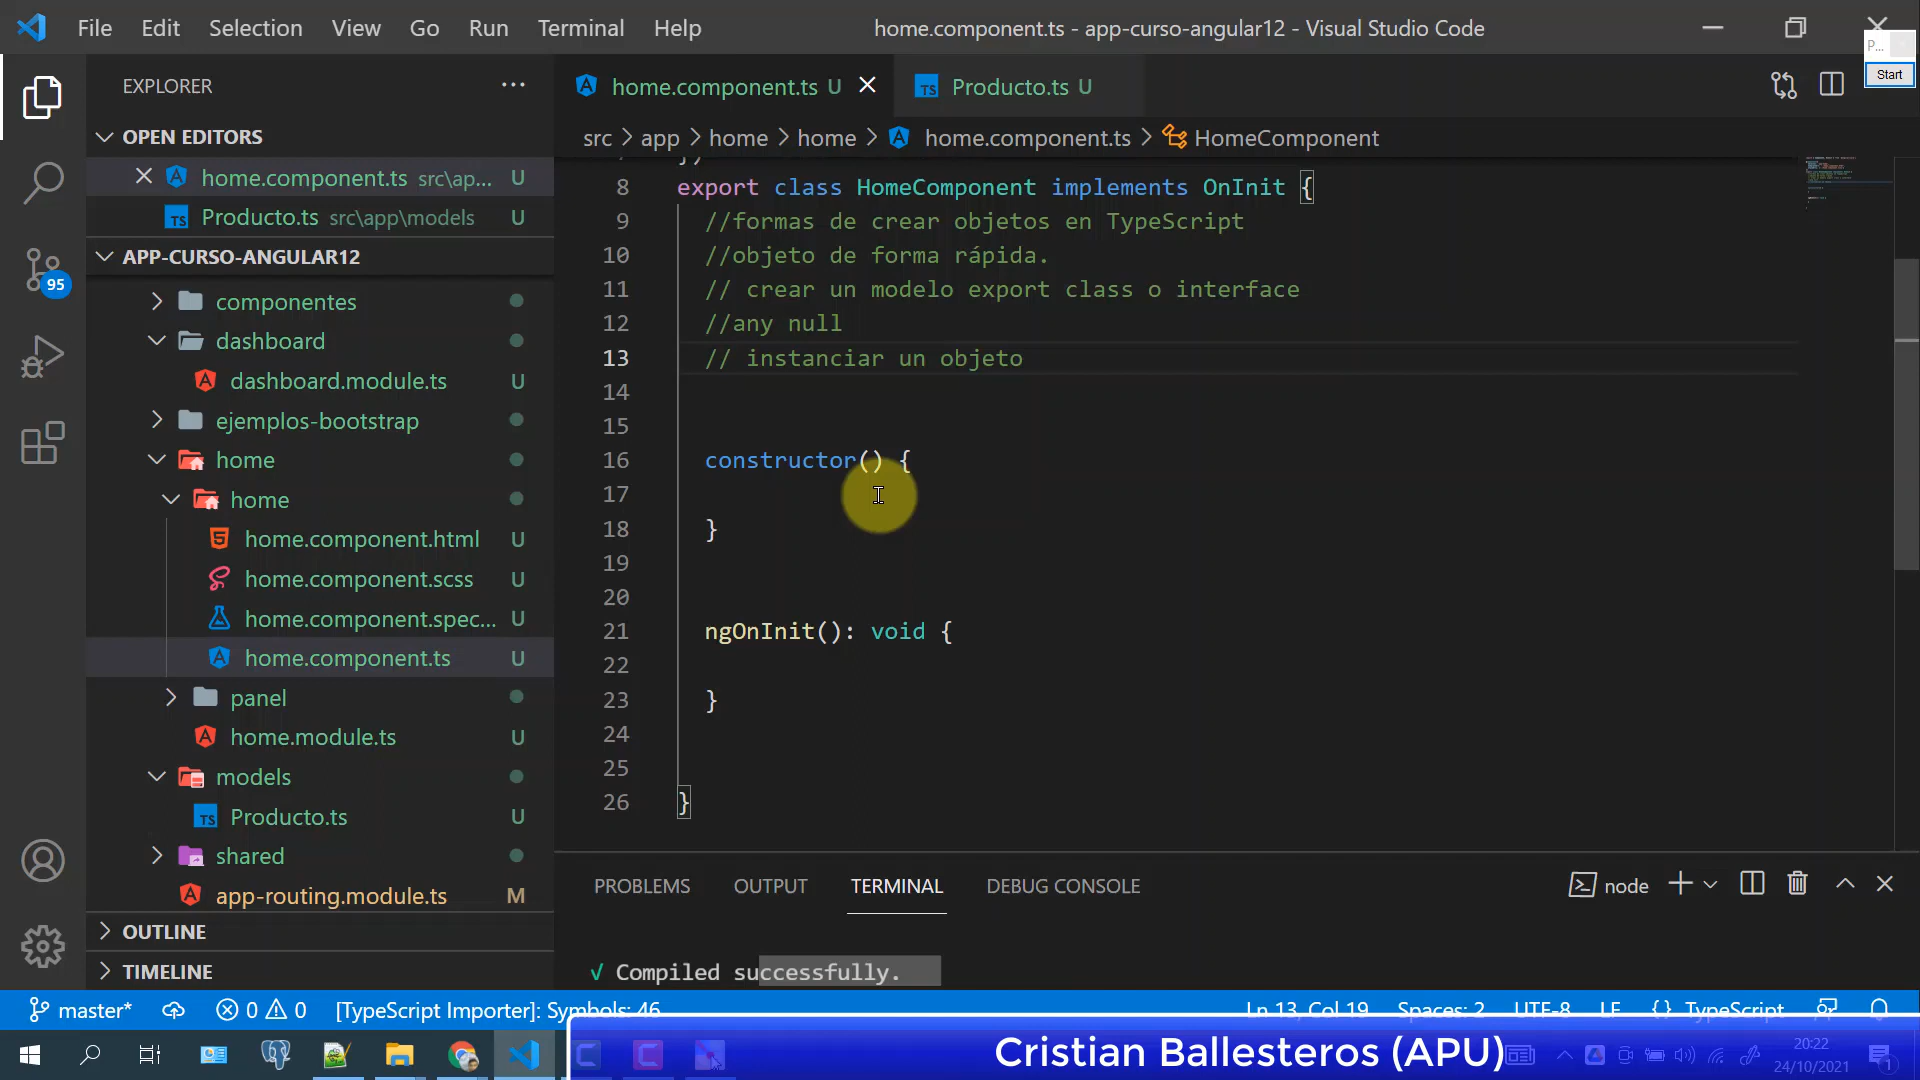 File Edit Selection View Go Run Terminal Help
home.component.ts - app-curso-angular12 - Visual Studio Code
P...
Start
EXPLORER
OPEN EDITORS
home.component.ts src\ap... U
Producto.ts src\app\models U
APP-CURSO-ANGULAR12
componentes
dashboard
dashboard.module.ts U
ejemplos-bootstrap
home
home
home.component.html U
home.component.scss U
home.component.spec... U
home.component.ts U
panel
home.module.ts U
models
Producto.ts U
shared
app-routing.module.ts M
OUTLINE
TIMELINE
95
home.component.ts U
Producto.ts U
src > app > home > home > home.component.ts > HomeComponent
8 export class HomeComponent implements OnInit {
9 //formas de crear objetos en TypeScript
10 //objeto de forma rápida.
11 // crear un modelo export class o interface
12 //any null
13 // instanciar un objeto
14
15
16 constructor() {
17
18 }
19
20
21 ngOnInit(): void {
22
23 }
24
25
26 }
PROBLEMS OUTPUT TERMINAL DEBUG CONSOLE
node
√ Compiled successfully.
master* 0 0 [TypeScript Importer]: Symbols: 46
Ln 13, Col 19 Spaces: 2 UTF-8 LF {} TypeScript
Cristian Ballesteros (APU)
20:22
24/10/2021
1